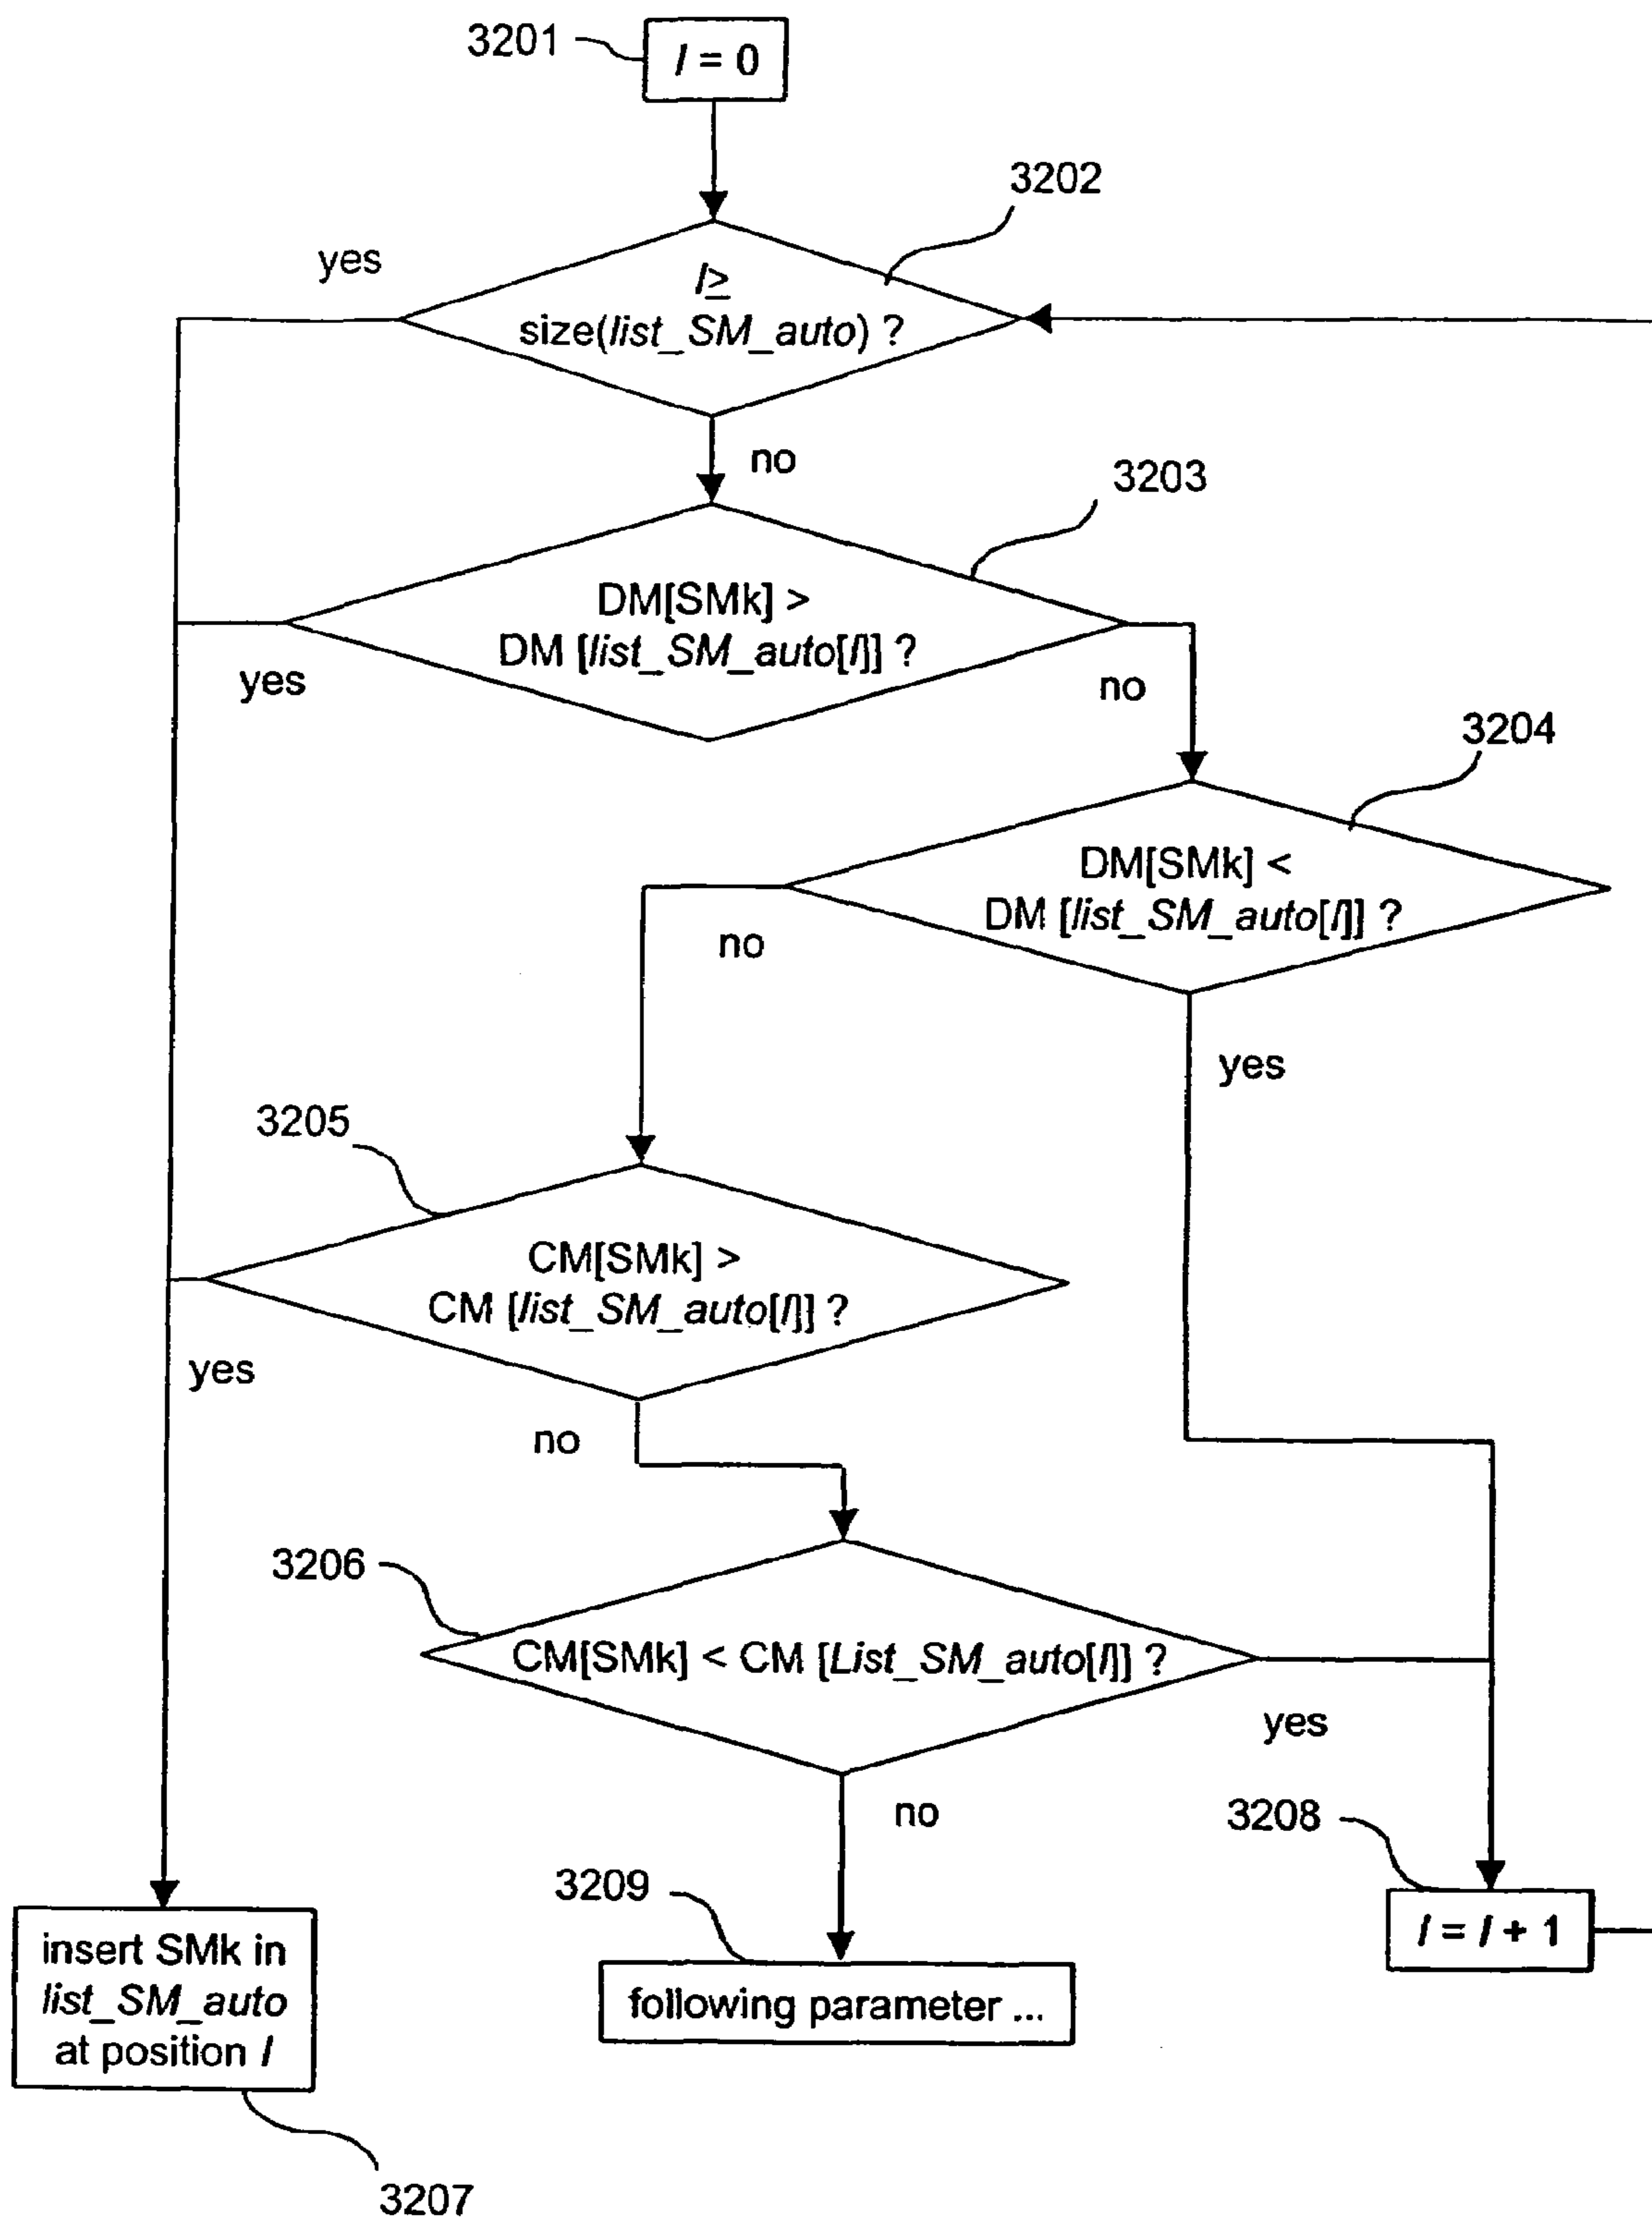 3201
l = 0
3202
yes
l ≥
size(list_SM_auto) ?
no
3203
DM[SMk] >
DM [list_SM_auto[l]] ?
yes
no
3204
DM[SMk] <
DM [list_SM_auto[l]] ?
no
yes
3205
CM[SMk] >
CM [list_SM_auto[l]] ?
yes
no
3206
CM[SMk] < CM [List_SM_auto[l]] ?
yes
no
3208
3209
l = l + 1
insert SMk in
list_SM_auto
at position l
following parameter ...
3207